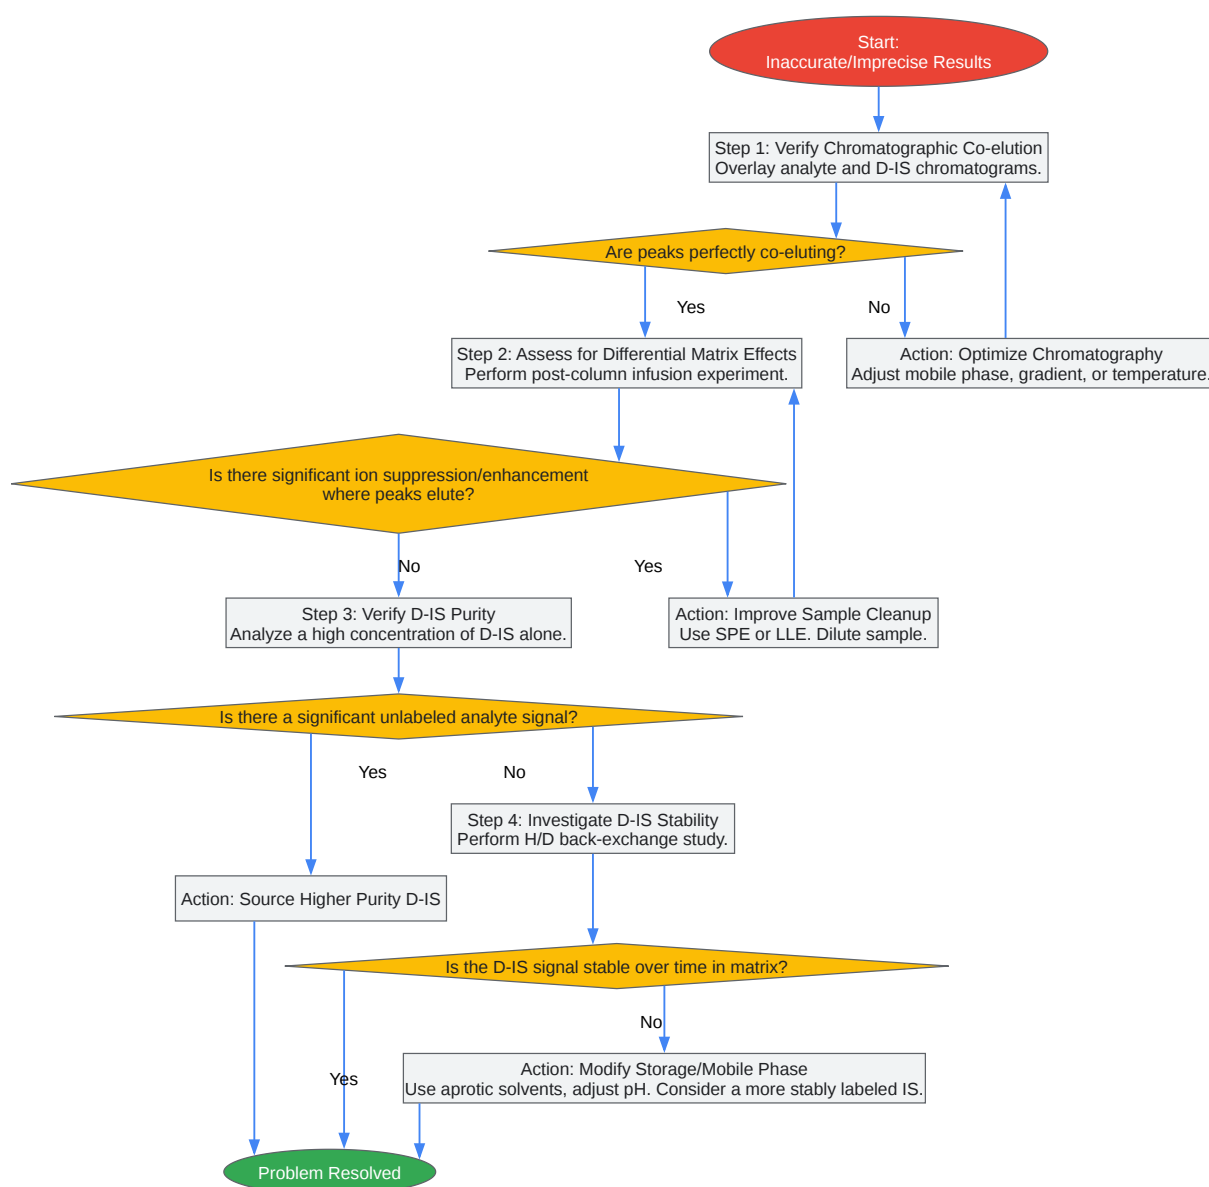 Start:
Inaccurate/Imprecise Results
Step 1: Verify Chromatographic Co-elution
Overlay analyte and D-IS chromatograms.
Are peaks perfectly co-eluting?
Yes
No
Step 2: Assess for Differential Matrix Effects
Perform post-column infusion experiment.
Action: Optimize Chromatography
Adjust mobile phase, gradient, or temperature.
Is there significant ion suppression/enhancement
where peaks elute?
No
Yes
Step 3: Verify D-IS Purity
Analyze a high concentration of D-IS alone.
Action: Improve Sample Cleanup
Use SPE or LLE. Dilute sample.
Is there a significant unlabeled analyte signal?
Yes
No
Step 4: Investigate D-IS Stability
Perform H/D back-exchange study.
Action: Source Higher Purity D-IS
Is the D-IS signal stable over time in matrix?
No
Yes
Action: Modify Storage/Mobile Phase
Use aprotic solvents, adjust pH. Consider a more stably labeled IS.
Problem Resolved